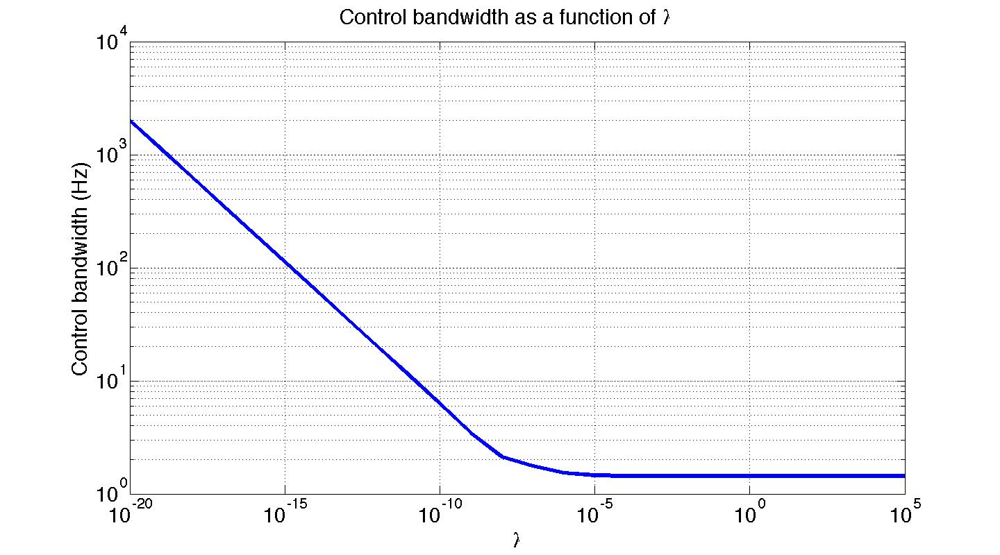 Control bandwidth as a function of λ
10^4
10^3
10^2
10^1
10^0
Control bandwidth (Hz)
10^-20 10^-15 10^-10 10^-5 10^0 10^5
λ